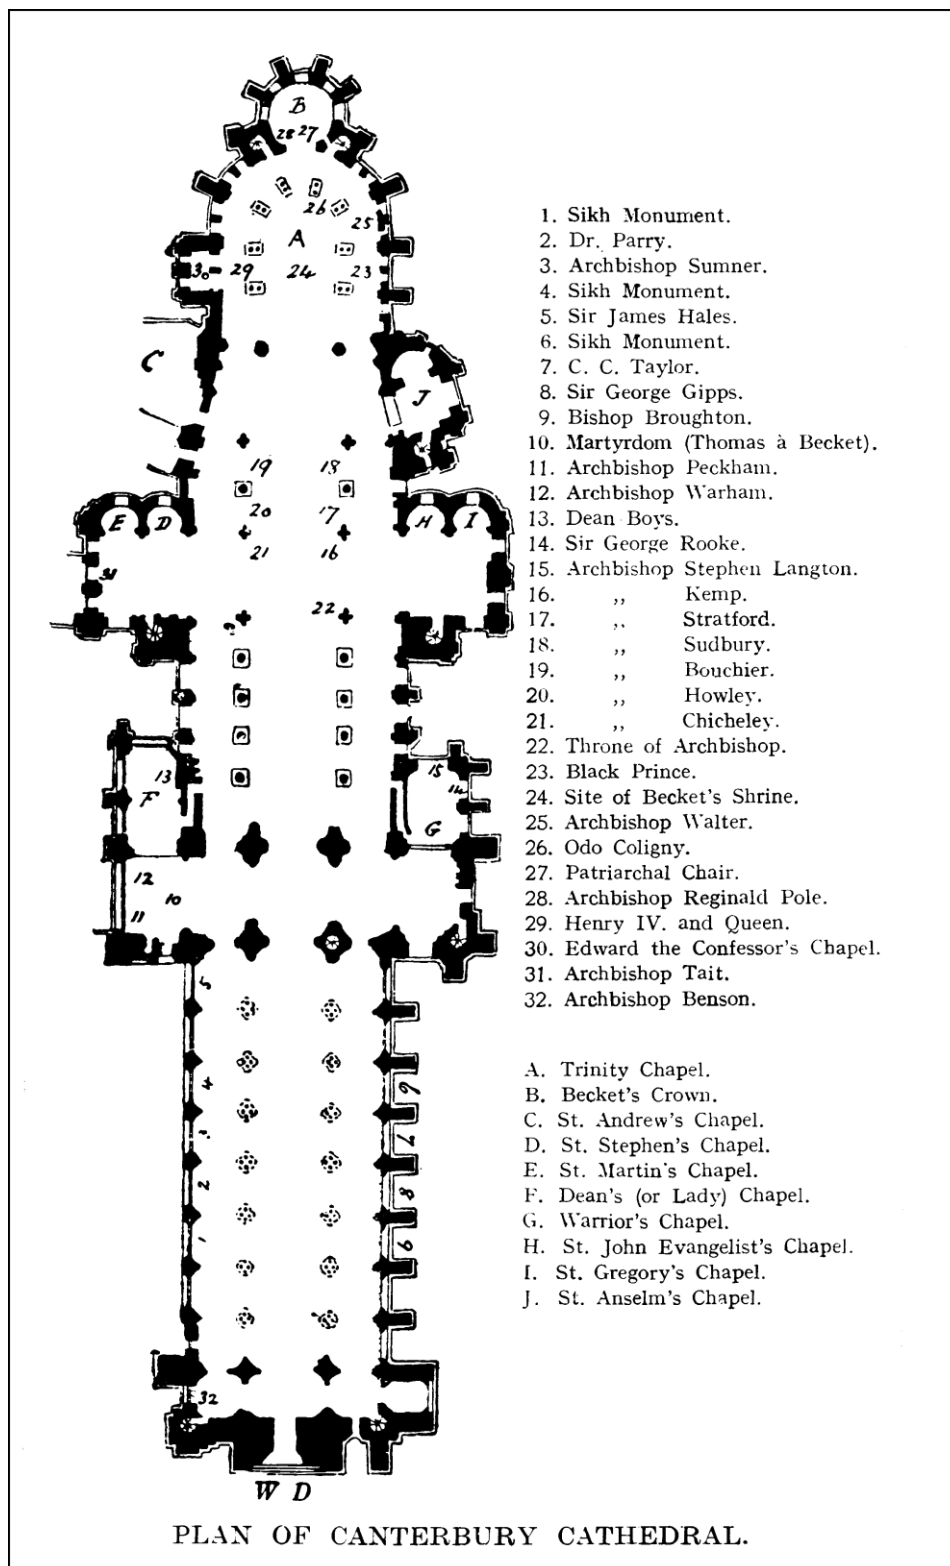 B
28 27
26
25
A
30 29 24 23
C
J
19 18
20 17
E D H I
21 16
31
22
13 15
F 14
G
12
10
11
5
4 6
3 7
2 8
1 9
32
W D
1. Sikh Monument.
2. Dr. Parry.
3. Archbishop Sumner.
4. Sikh Monument.
5. Sir James Hales.
6. Sikh Monument.
7. C. C. Taylor.
8. Sir George Gipps.
9. Bishop Broughton.
10. Martyrdom (Thomas à Becket).
11. Archbishop Peckham.
12. Archbishop Warham.
13. Dean Boys.
14. Sir George Rooke.
15. Archbishop Stephen Langton.
16. ,, Kemp.
17. ,, Stratford.
18. ,, Sudbury.
19. ,, Bouchier.
20. ,, Howley.
21. ,, Chicheley.
22. Throne of Archbishop.
23. Black Prince.
24. Site of Becket's Shrine.
25. Archbishop Walter.
26. Odo Coligny.
27. Patriarchal Chair.
28. Archbishop Reginald Pole.
29. Henry IV. and Queen.
30. Edward the Confessor's Chapel.
31. Archbishop Tait.
32. Archbishop Benson.
A. Trinity Chapel.
B. Becket's Crown.
C. St. Andrew's Chapel.
D. St. Stephen's Chapel.
E. St. Martin's Chapel.
F. Dean's (or Lady) Chapel.
G. Warrior's Chapel.
H. St. John Evangelist's Chapel.
I. St. Gregory's Chapel.
J. St. Anselm's Chapel.
PLAN OF CANTERBURY CATHEDRAL.